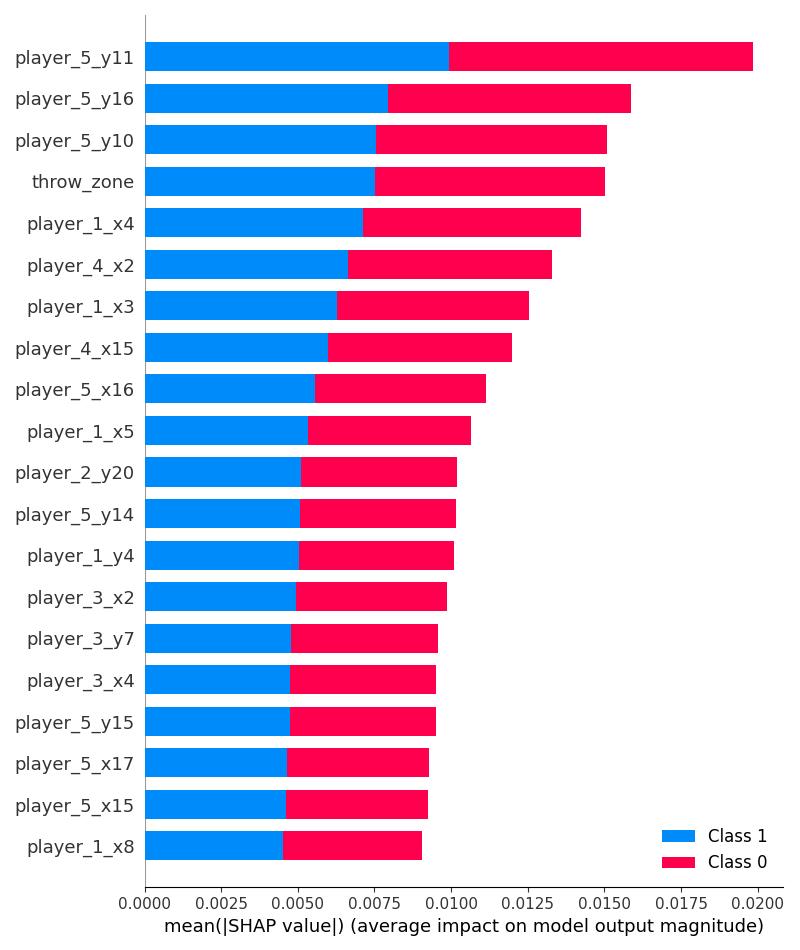 player_5_y11
player_5_y16
player_5_y10
throw_zone
player_1_x4
player_4_x2
player_1_x3
player_4_x15
player_5_x16
player_1_x5
player_2_y20
player_5_y14
player_1_y4
player_3_x2
player_3_y7
player_3_x4
player_5_y15
player_5_x17
player_5_x15
player_1_x8
Class 1
Class 0
0.0000 0.0025 0.0050 0.0075 0.0100 0.0125 0.0150 0.0175 0.0200
mean(|SHAP value|) (average impact on model output magnitude)